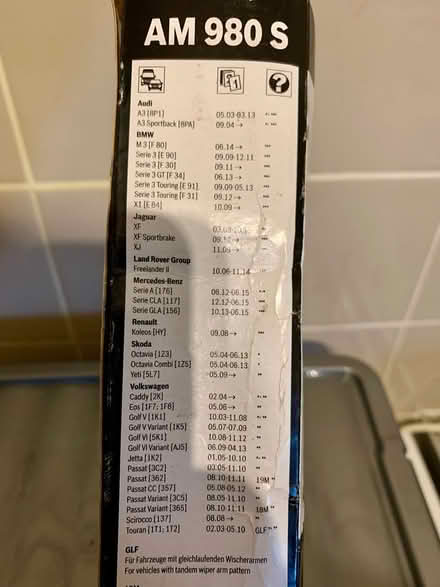 AM 980 S
?
Audi
A3 [8P1] 05.03-03.13
A3 Sportback [8PA] 09.04 →
BMW
M 3 [F 80] 06.14 → ***
Serie 3 [E 90] 09.09-12.11 ***
Serie 3 [F 30] 09.11 → ***
Serie 3 GT [F 34] 06.13 → ***
Serie 3 Touring [E 91] 09.09-05.13 ***
Serie 3 Touring [F 31] 09.12 → ***
X1 [E 84] 10.09 → ***
Jaguar
XF
XF Sportbrake
XJ
Land Rover Group
Freelander II 10.06-11.14
Mercedes-Benz
Serie A [176] 06.12-06.15
Serie CLA [117] 12.12-06.15
Serie GLA [156] 10.13-06.15
Renault
Koleos [HY] 09.08 → ***
Skoda
Octavia [1Z3] 05.04-06.13 *
Octavia Combi [1Z5] 05.04-06.13 *
Yeti [5L7] 05.09 → **
Volkswagen
Caddy [2K] 02.04 →
Eos [1F7; 1F8] 05.06 → **
Golf V [1K1] 10.03-11.08
Golf V Variant [1K5] 05.07-07.09 **
Golf VI [5K1] 10.08-11.12 **
Golf VI Variant [AJ5] 06.09-04.13 **
Jetta [1K2] 01.05-10.10
Passat [3C2] 03.05-11.10 **
Passat [362] 08.10-11.11 19M **
Passat CC [357] 05.08-05.12 **
Passat Variant [3C5] 08.05-11.10 **
Passat Variant [365] 08.10-11.11 18M **
Scirocco [137] 08.08 → **
Touran [1T1; 1T2] 02.03-05.10 GLF
GLF
Für Fahrzeuge mit gleichlaufenden Wischerarmen
For vehicles with tandem wiper arm pattern